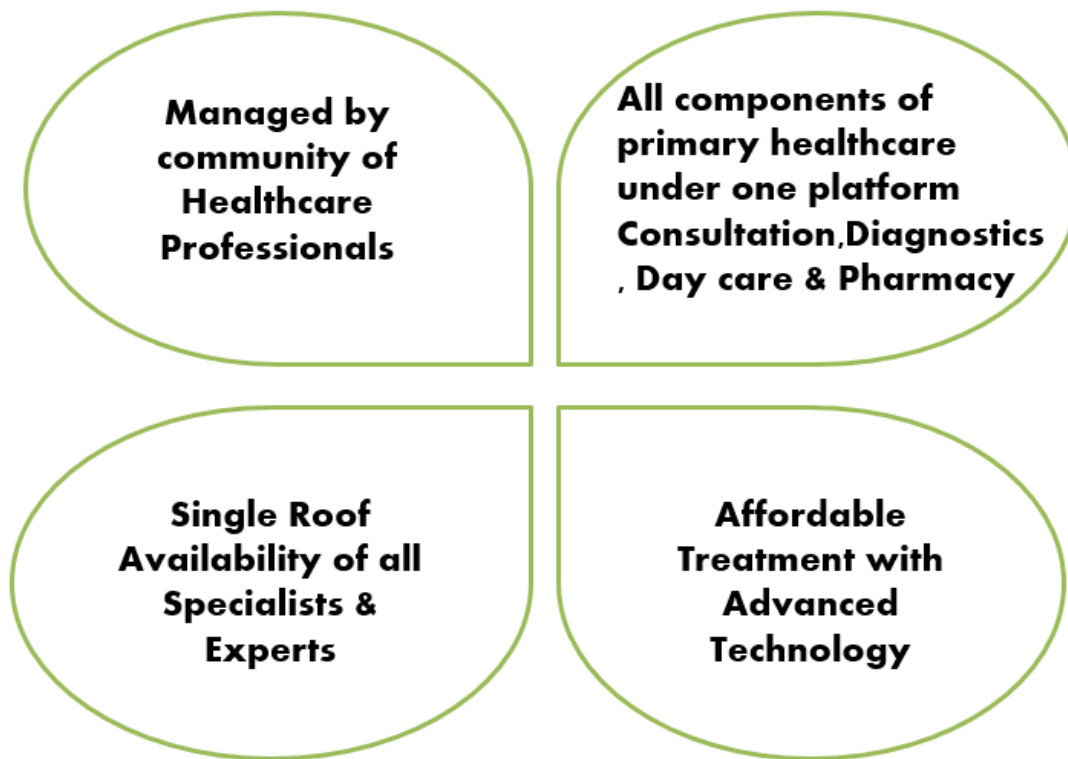 Managed by
community of
Healthcare
Professionals
All components of
primary healthcare
under one platform
Consultation,Diagnostics
, Day care & Pharmacy
Single Roof
Availability of all
Specialists &
Experts
Affordable
Treatment with
Advanced
Technology